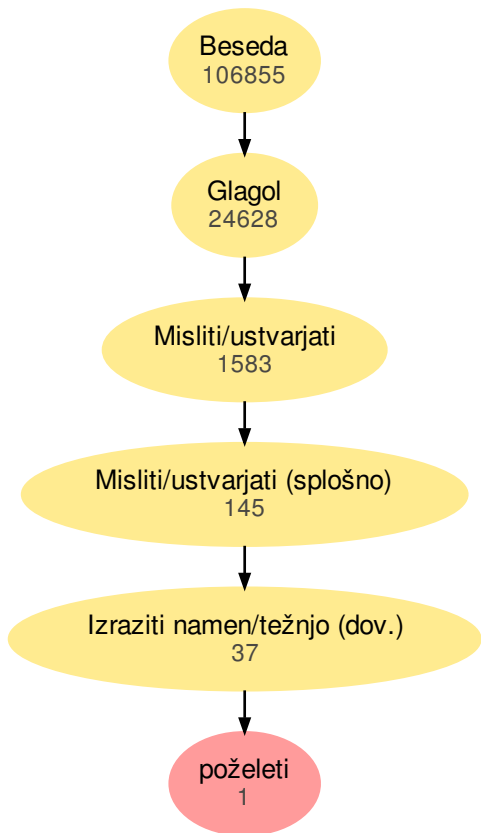 Beseda
106855
Glagol
24628
Misliti/ustvarjati
1583
Misliti/ustvarjati (splošno)
145
Izraziti namen/težnjo (dov.)
37
poželeti
1